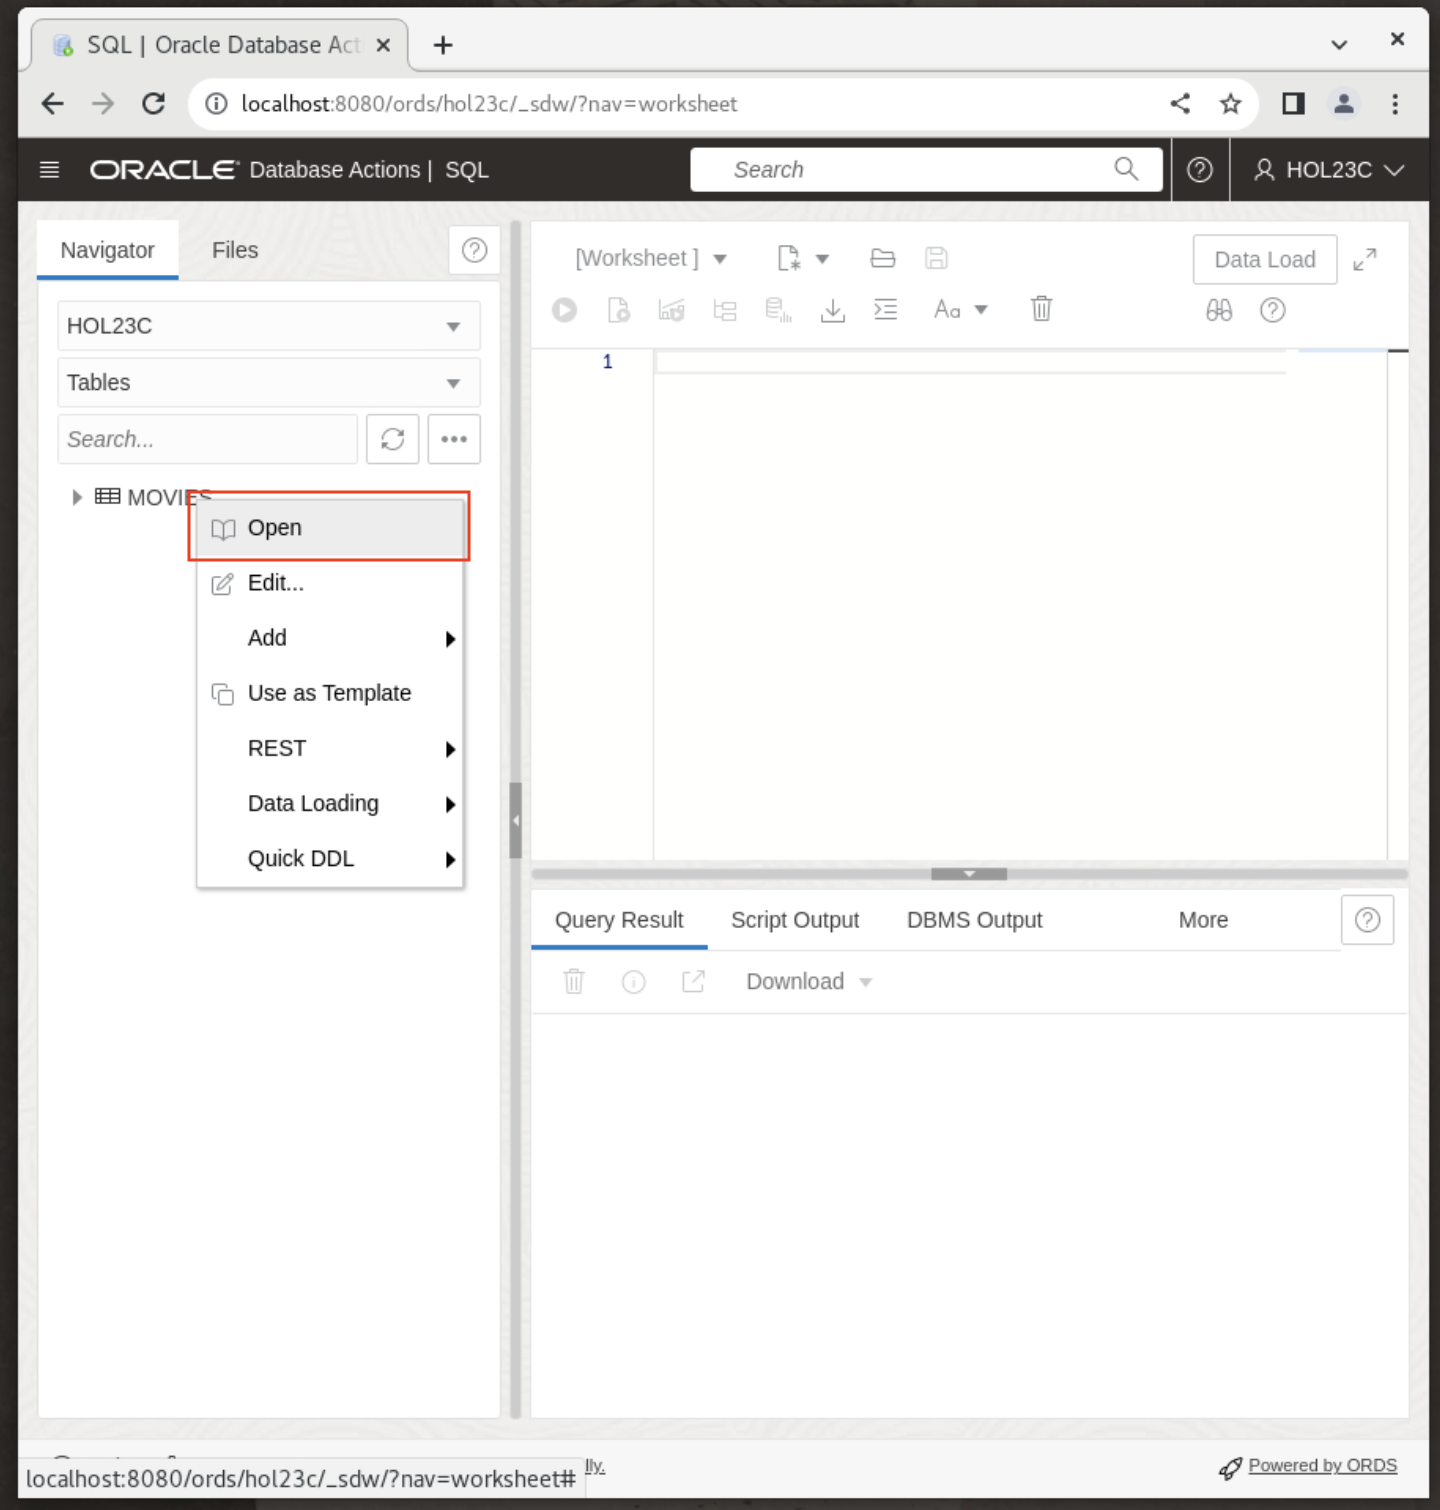 SQL | Oracle Database Act
localhost:8080/ords/hol23c/_sdw/?nav=worksheet
ORACLE Database Actions | SQL
Search
HOL23C
Navigator
Files
HOL23C
Tables
Search...
MOVIES
Open
Edit...
Add
Use as Template
REST
Data Loading
Quick DDL
[Worksheet ]
Data Load
Aa
1
Query Result
Script Output
DBMS Output
More
Download
lly.
Powered by ORDS
localhost:8080/ords/hol23c/_sdw/?nav=worksheet#